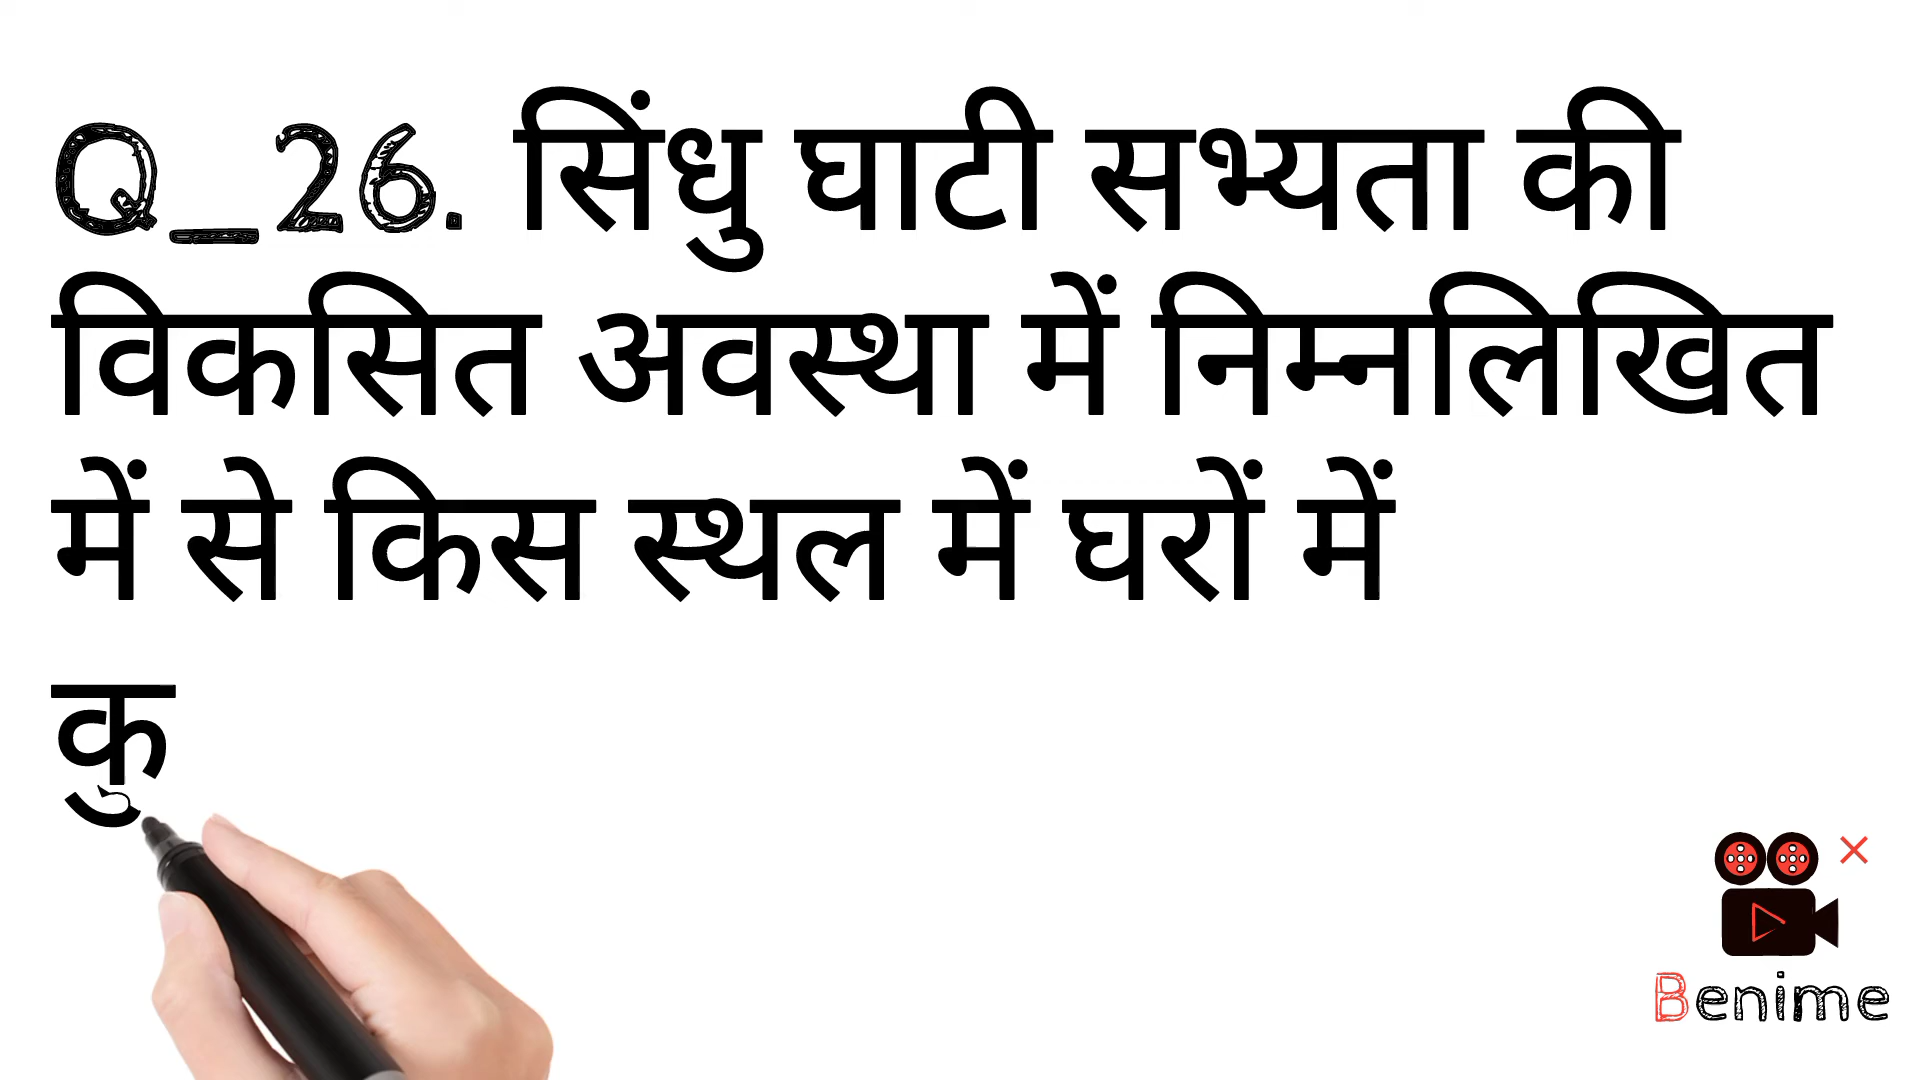 Q_26. सिंधु घाटी सभ्यता की
विकसित अवस्था में निम्नलिखित
में से किस स्थल में घरों में
कु
Benime